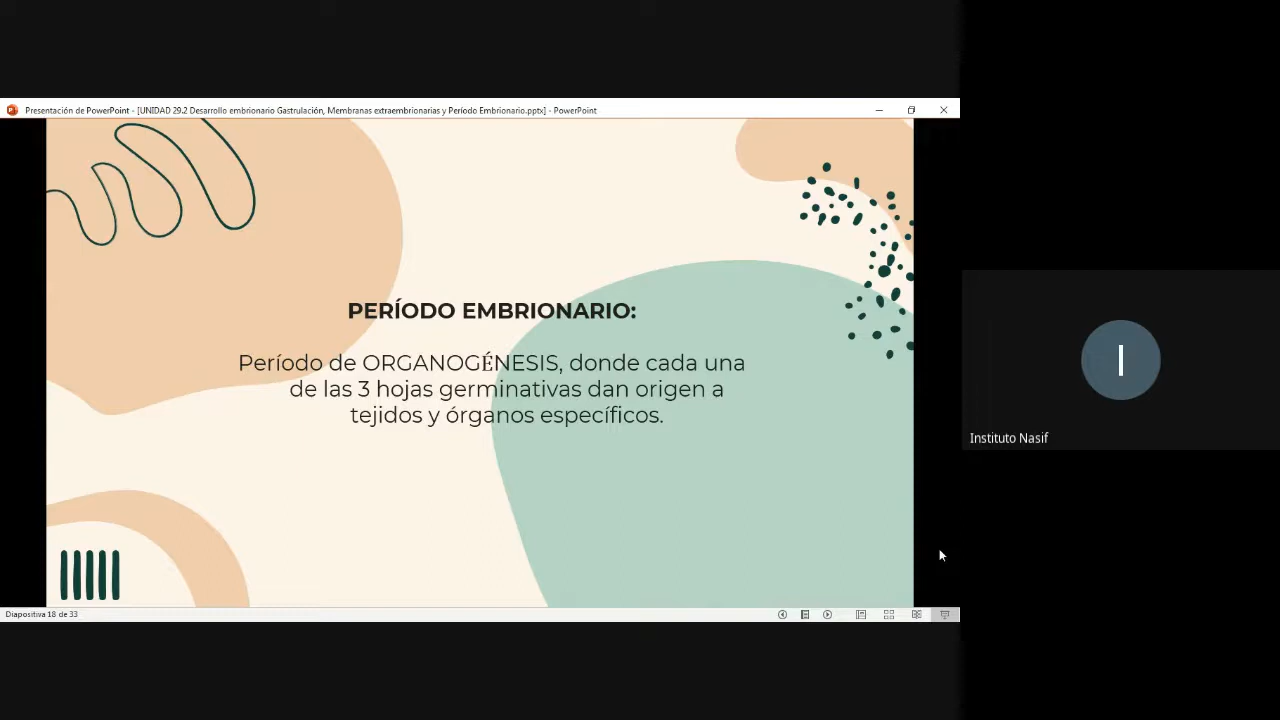 Presentación de PowerPoint - [UNIDAD 29.2 Desarrollo embrionario Gastrulación, Membranas extraembrionarias y Período Embrionario.pptx] - PowerPoint
PERÍODO EMBRIONARIO:
Período de ORGANOGÉNESIS, donde cada una
de las 3 hojas germinativas dan origen a
tejidos y órganos específicos.
I
Instituto Nasif
Diapositiva 18 de 33